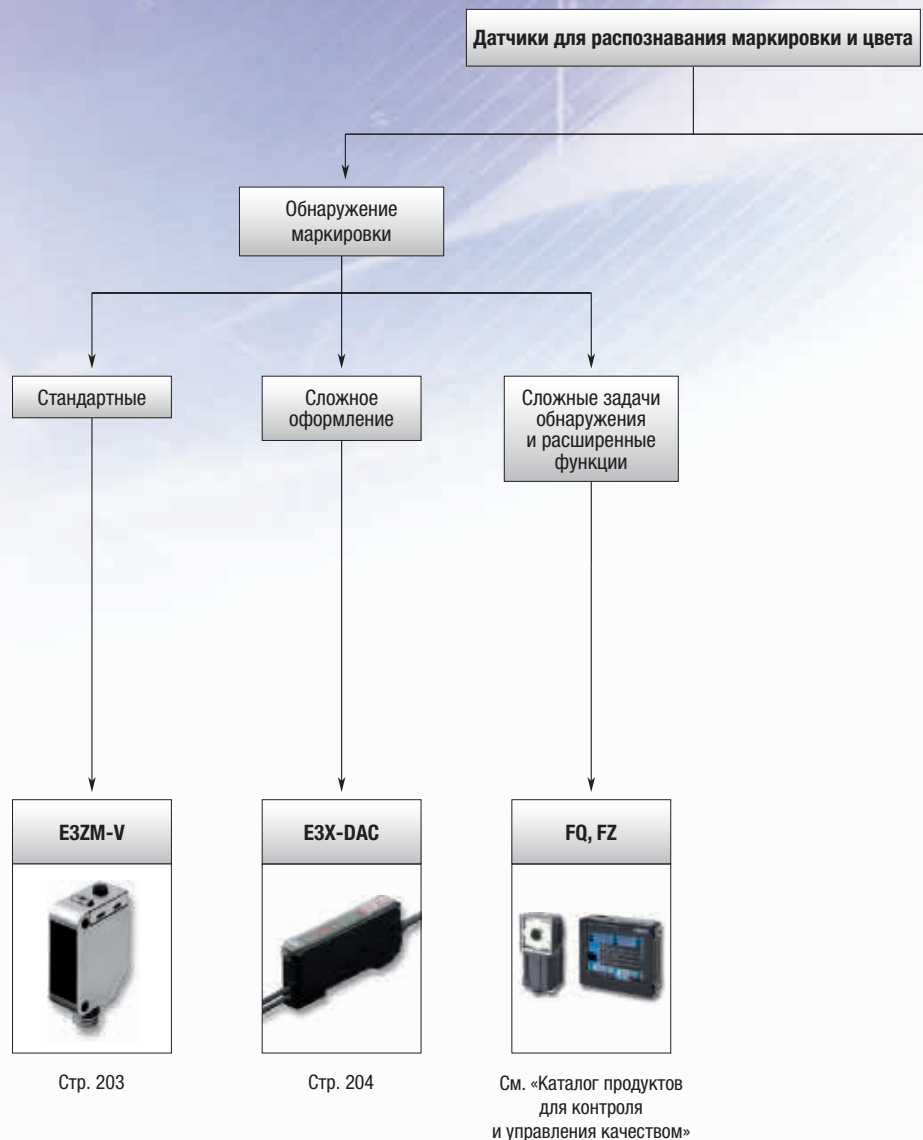 Датчики для распознавания маркировки и цвета
Обнаружение
маркировки
Стандартные
Сложное
оформление
Сложные задачи
обнаружения
и расширенные
функции
E3ZM-V
E3X-DAC
FQ, FZ
Стр. 203
Стр. 204
См. «Каталог продуктов
для контроля
и управления качеством»